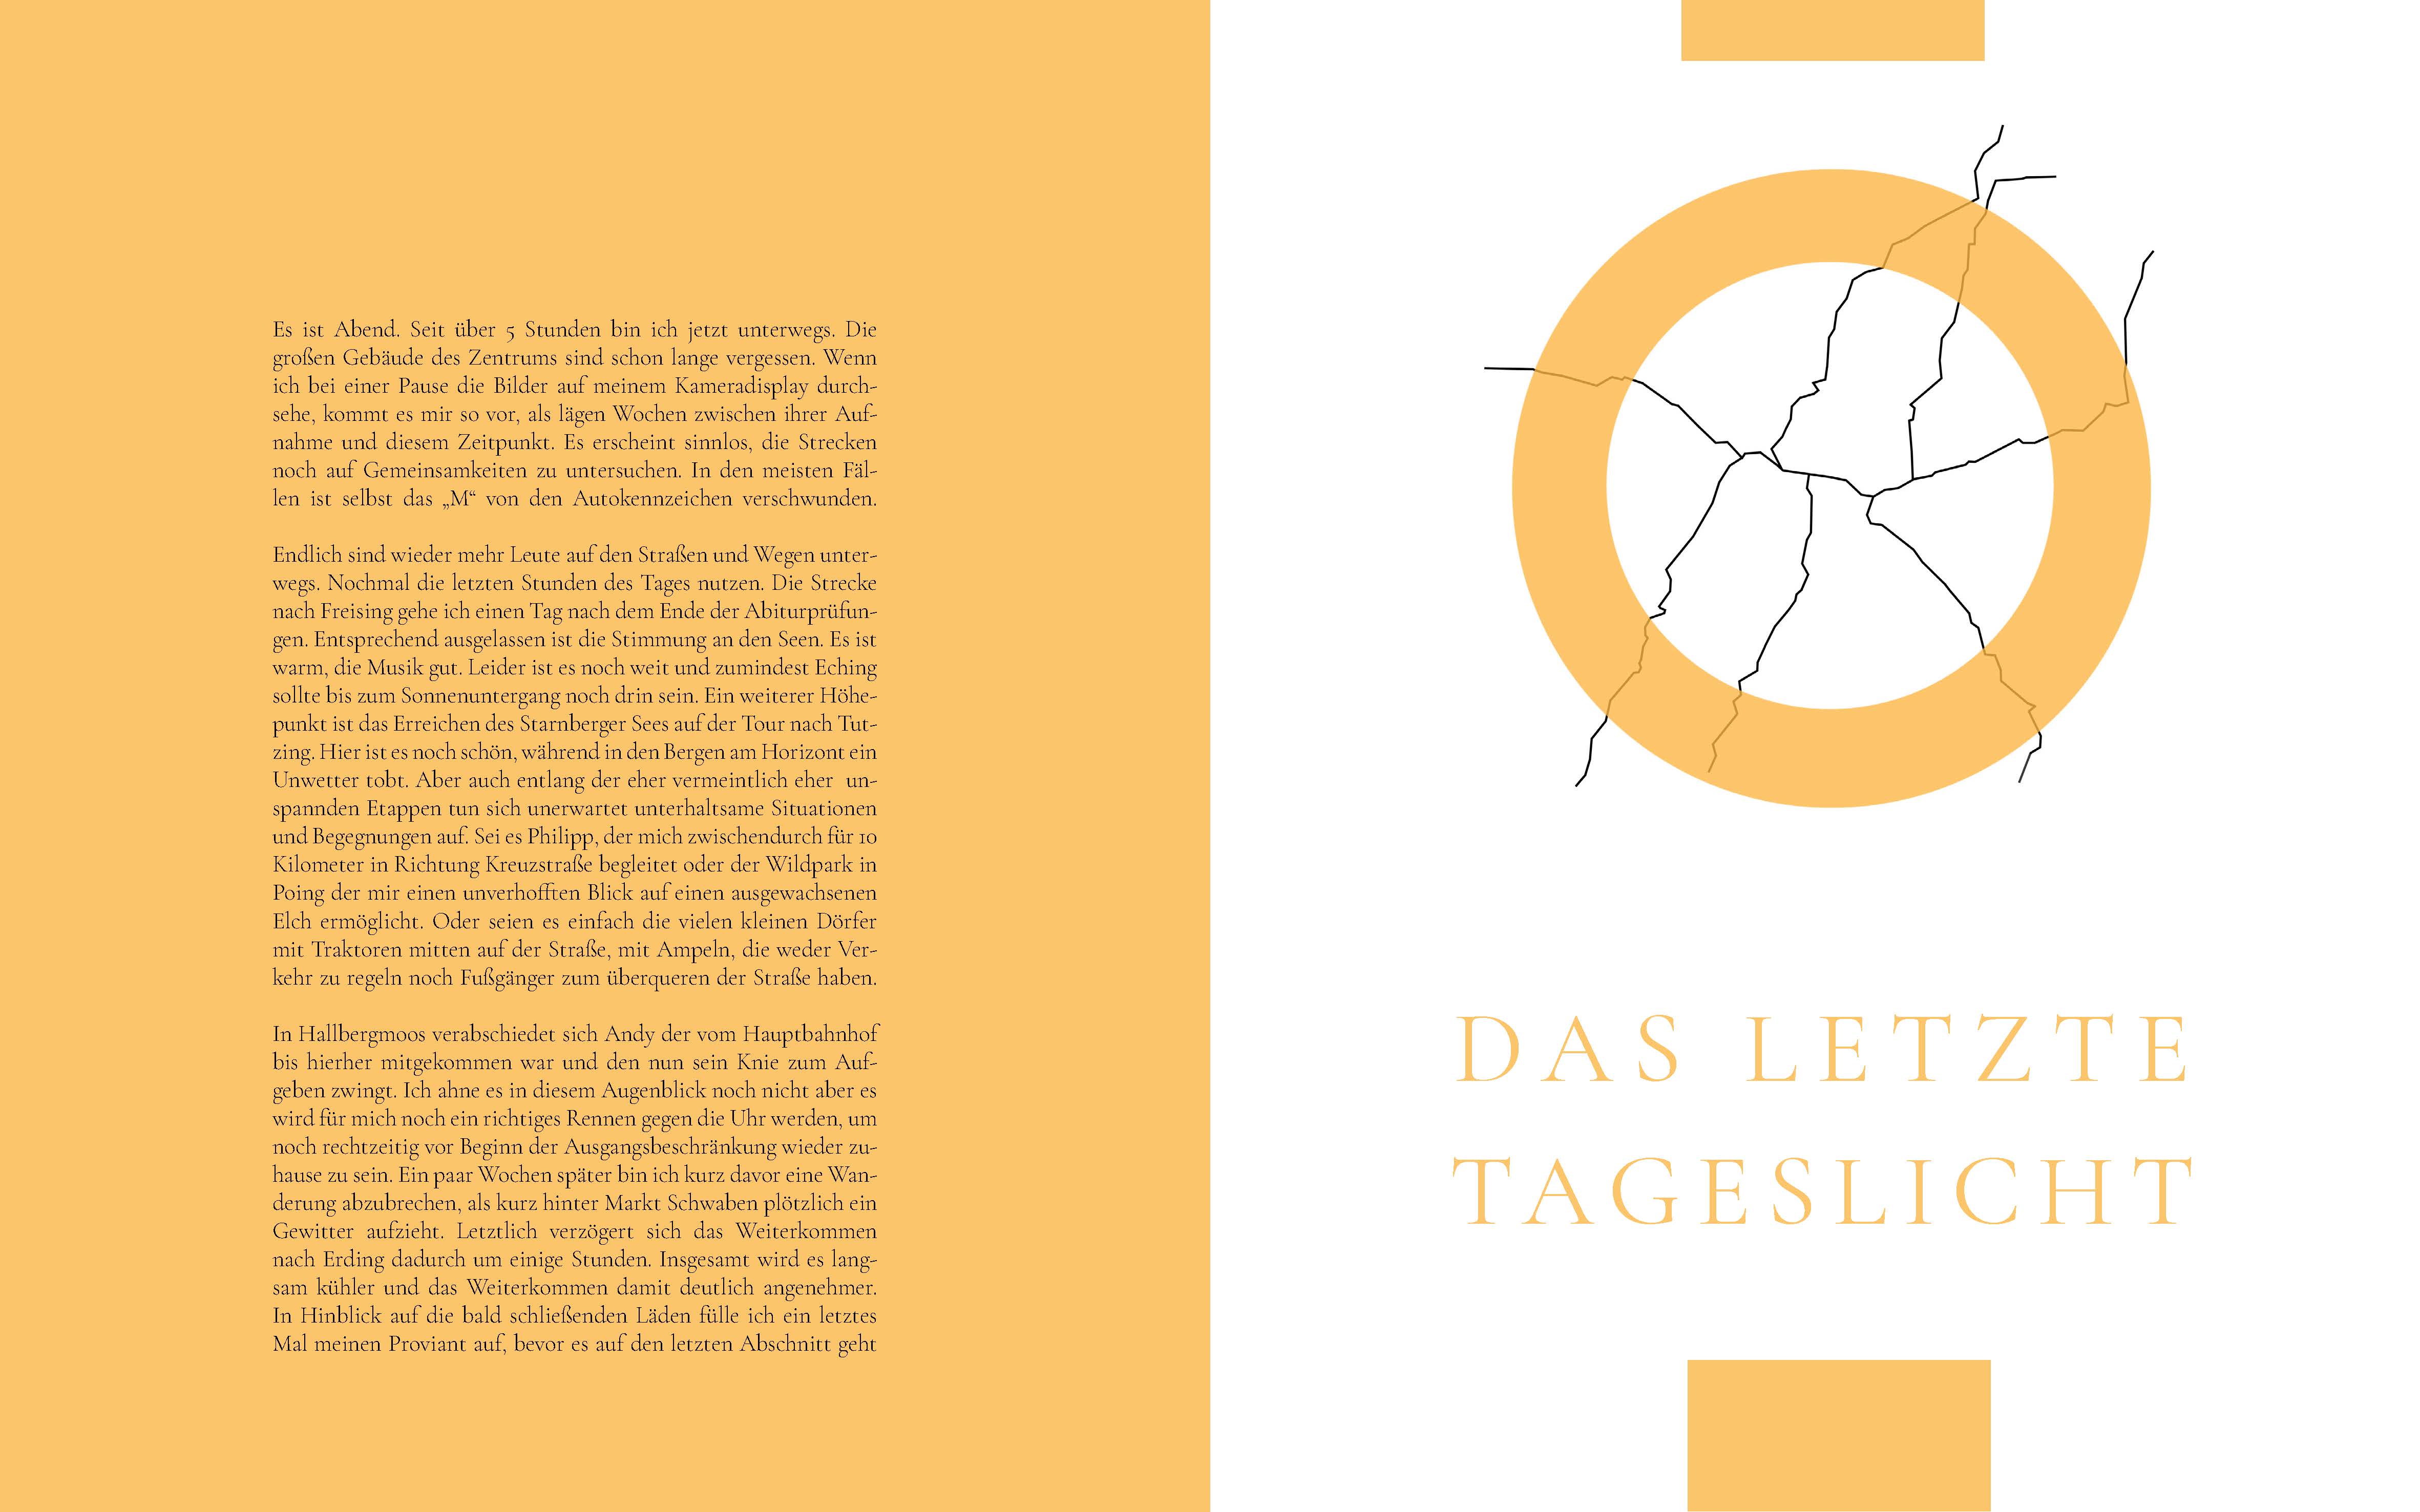 Es ist Abend. Seit über 5 Stunden bin ich jetzt unterwegs. Die
großen Gebäude des Zentrums sind schon lange vergessen. Wenn
ich bei einer Pause die Bilder auf meinem Kameradisplay durch-
sehe, kommt es mir so vor, als lägen Wochen zwischen ihrer Auf-
nahme und diesem Zeitpunkt. Es erscheint sinnlos, die Strecken
noch auf Gemeinsamkeiten zu untersuchen. In den meisten Fäl-
len ist selbst das „M“ von den Autokennzeichen verschwunden.

Endlich sind wieder mehr Leute auf den Straßen und Wegen unter-
wegs. Nochmal die letzten Stunden des Tages nutzen. Die Strecke
nach Freising gehe ich einen Tag nach dem Ende der Abiturprüfun-
gen. Entsprechend ausgelassen ist die Stimmung an den Seen. Es ist
warm, die Musik gut. Leider ist es noch weit und zumindest Eching
sollte bis zum Sonnenuntergang noch drin sein. Ein weiterer Höhe-
punkt ist das Erreichen des Starnberger Sees auf der Tour nach Tut-
zing. Hier ist es noch schön, während in den Bergen am Horizont ein
Unwetter tobt. Aber auch entlang der eher vermeintlich eher un-
spannden Etappen tun sich unerwartet unterhaltsame Situationen
und Begegnungen auf. Sei es Philipp, der mich zwischendurch für 10
Kilometer in Richtung Kreuzstraße begleitet oder der Wildpark in
Poing der mir einen unverhofften Blick auf einen ausgewachsenen
Elch ermöglicht. Oder seien es einfach die vielen kleinen Dörfer
mit Traktoren mitten auf der Straße, mit Ampeln, die weder Ver-
kehr zu regeln noch Fußgänger zum überqueren der Straße haben.

In Hallbergmoos verabschiedet sich Andy der vom Hauptbahnhof
bis hierher mitgekommen war und den nun sein Knie zum Auf-
geben zwingt. Ich ahne es in diesem Augenblick noch nicht aber es
wird für mich noch ein richtiges Rennen gegen die Uhr werden, um
noch rechtzeitig vor Beginn der Ausgangsbeschränkung wieder zu-
hause zu sein. Ein paar Wochen später bin ich kurz davor eine Wan-
derung abzubrechen, als kurz hinter Markt Schwaben plötzlich ein
Gewitter aufzieht. Letztlich verzögert sich das Weiterkommen
nach Erding dadurch um einige Stunden. Insgesamt wird es lang-
sam kühler und das Weiterkommen damit deutlich angenehmer.
In Hinblick auf die bald schließenden Läden fülle ich ein letztes
Mal meinen Proviant auf, bevor es auf den letzten Abschnitt geht

DAS LETZTE
TAGESLICHT